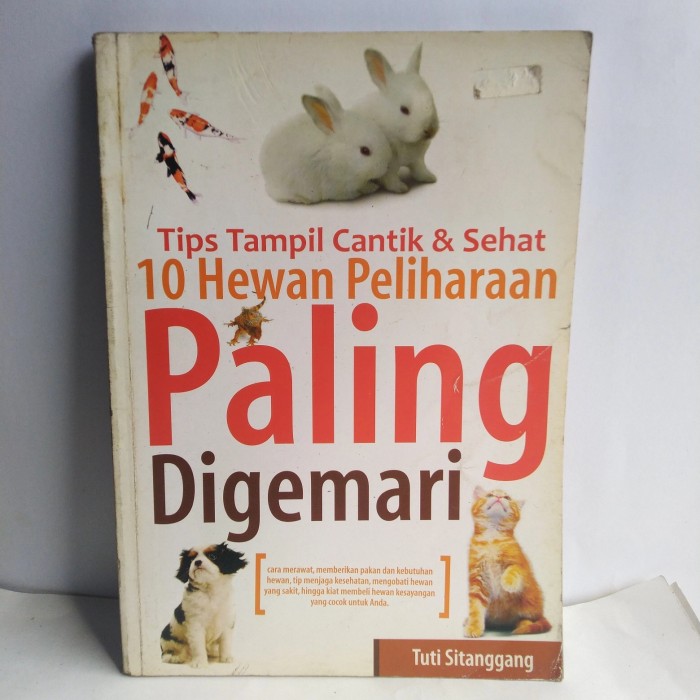 Tips Tampil Cantik & Sehat
10 Hewan Peliharaan
Paling
Digemari
cara merawat, memberikan pakan dan kebutuhan
hewan, tip menjaga kesehatan, mengobati hewan
yang sakit, hingga kiat membeli hewan kesayangan
yang cocok untuk Anda.
Tuti Sitanggang